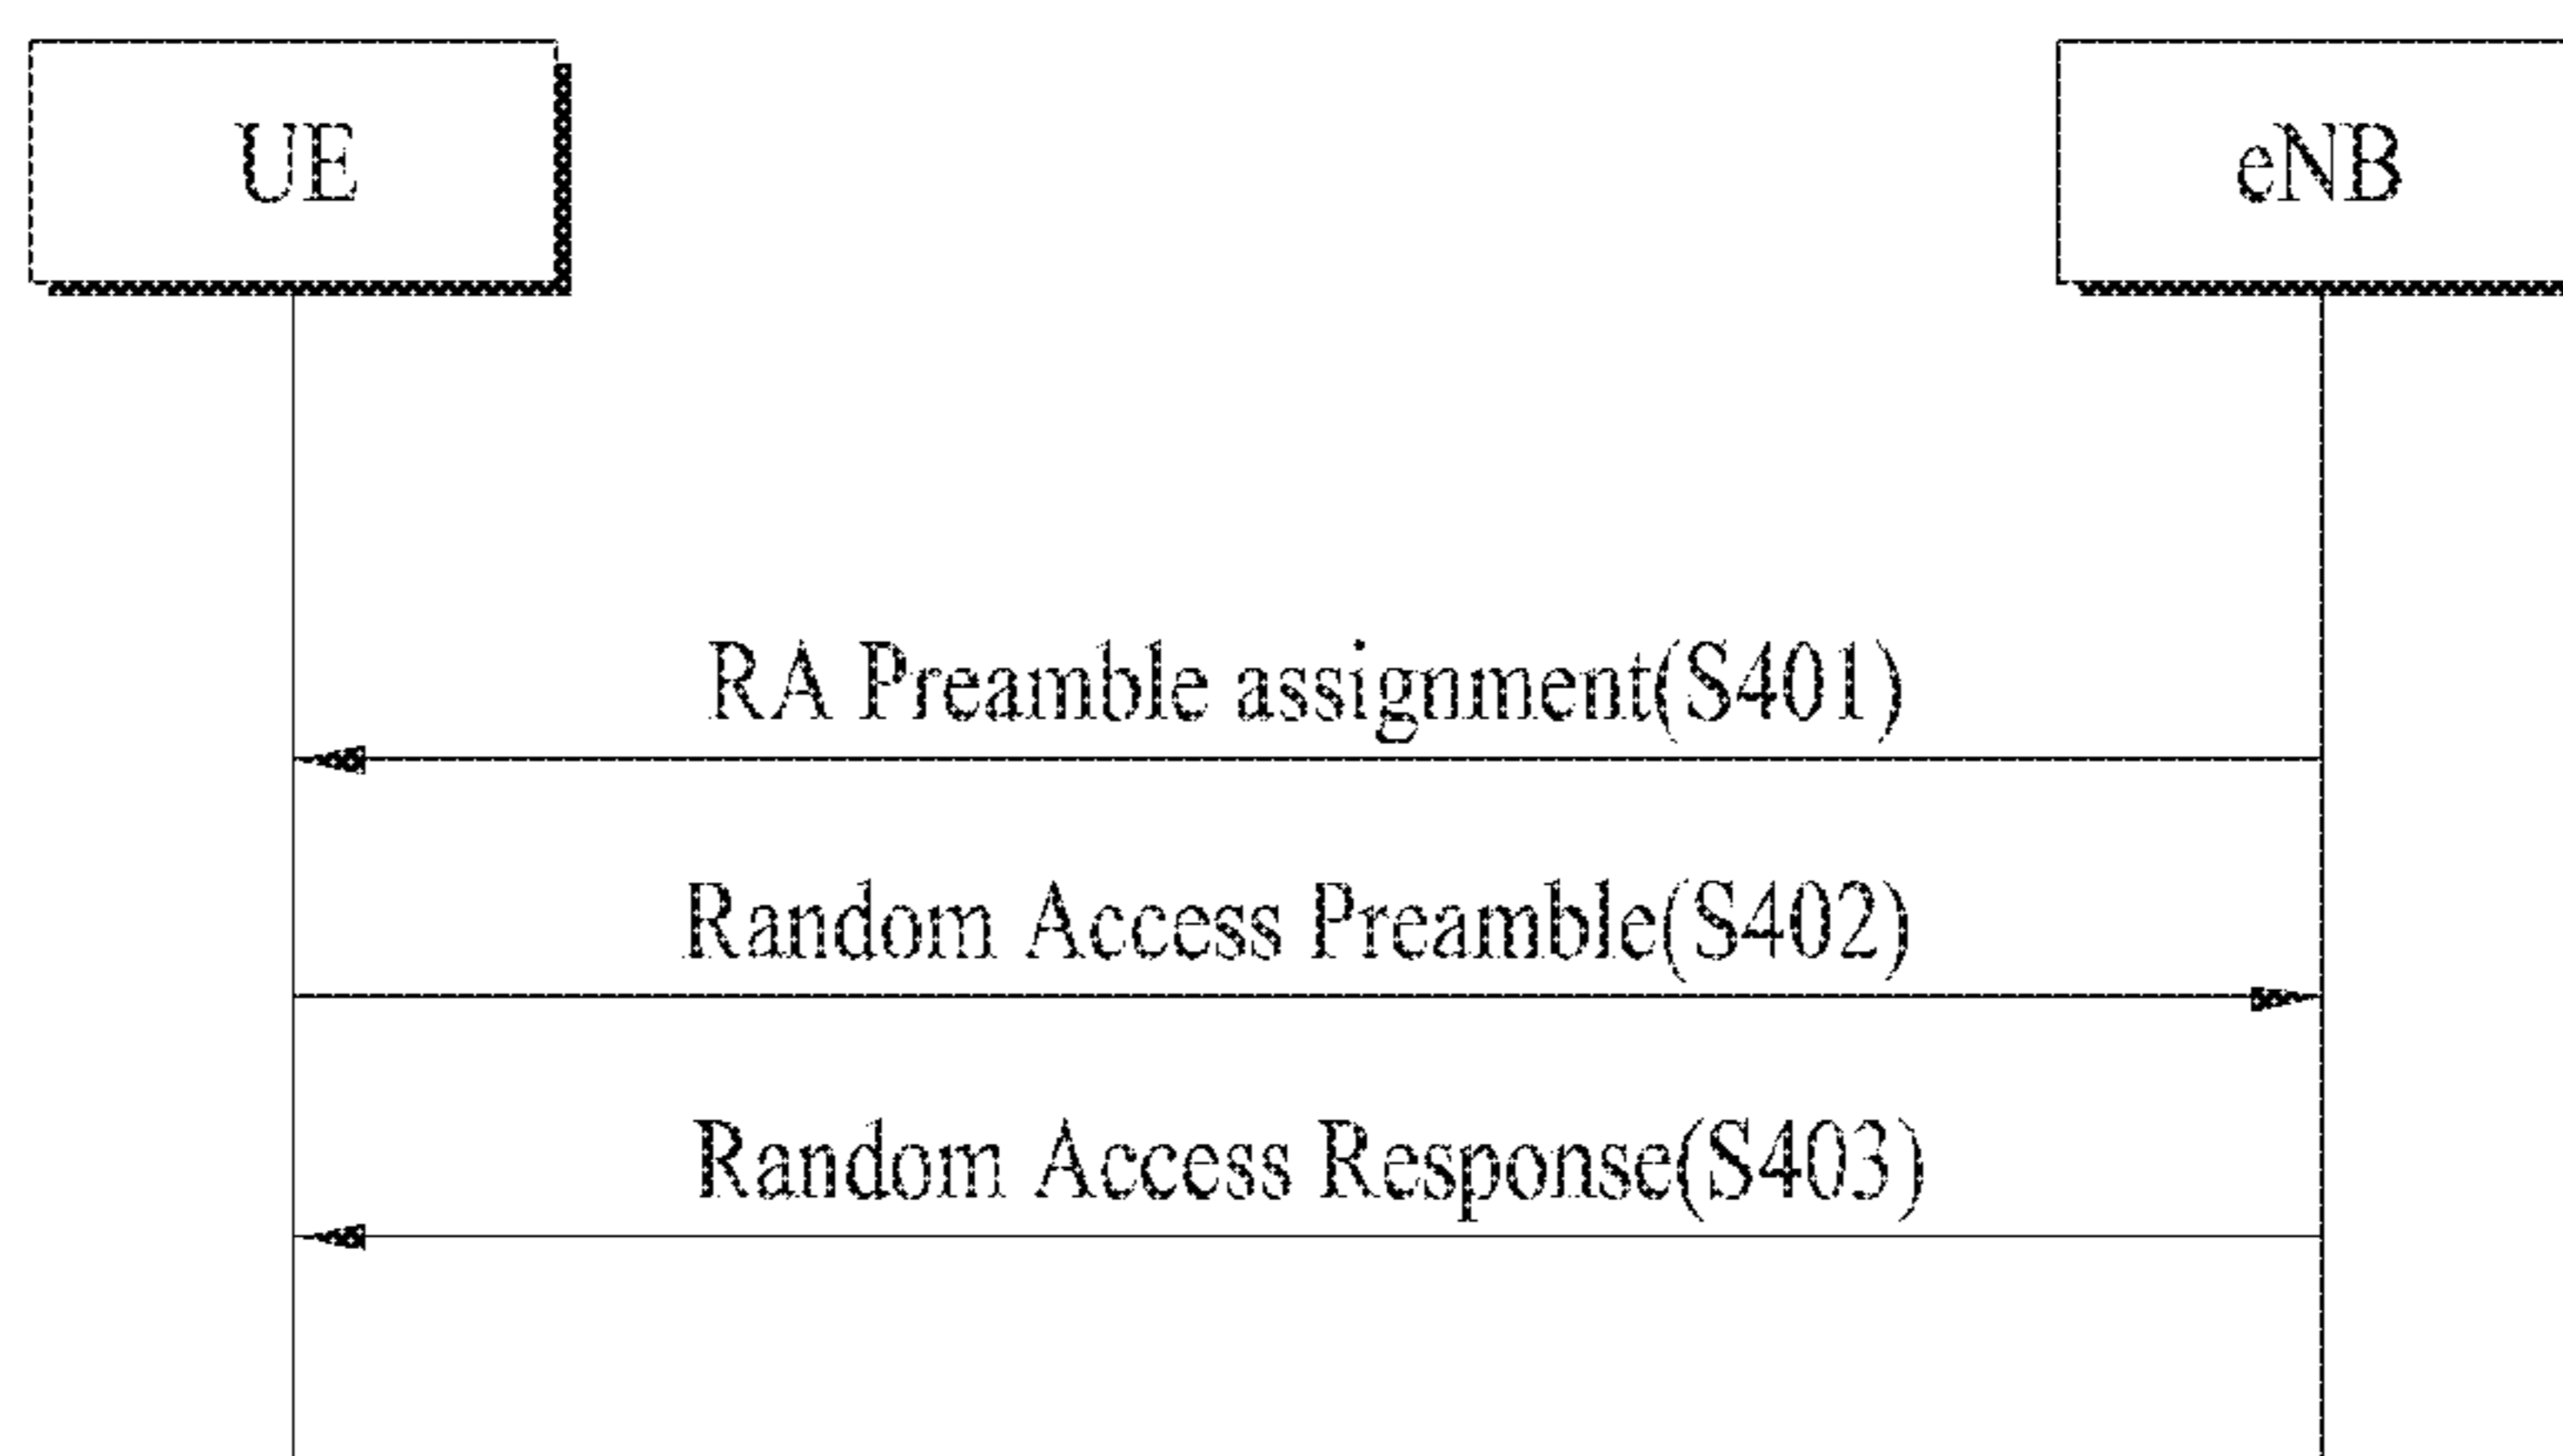 UE
eNB
RA Preamble assignment(S401)
Random Access Preamble(S402)
Random Access Response(S403)